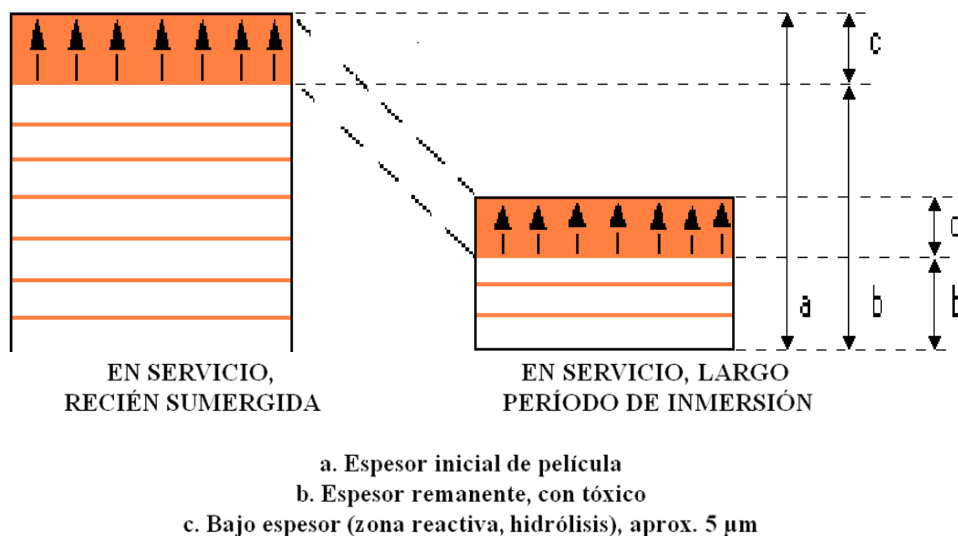 c
a
b
EN SERVICIO,
RECIÉN SUMERGIDA
EN SERVICIO, LARGO
PERÍODO DE INMERSIÓN
a. Espesor inicial de película
b. Espesor remanente, con tóxico
c. Bajo espesor (zona reactiva, hidrólisis), aprox. 5 µm